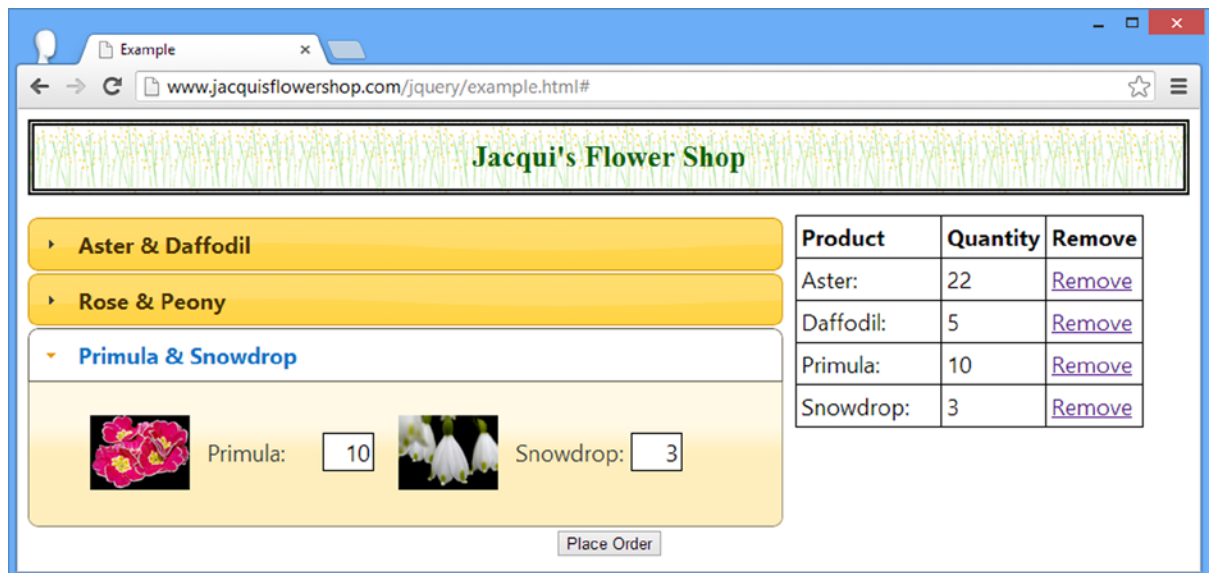 Example
www.jacquisflowershop.com/jquery/example.html#
Jacqui's Flower Shop
Aster & Daffodil
Rose & Peony
Primula & Snowdrop
Primula: 10 Snowdrop: 3
Place Order
Product Quantity Remove
Aster: 22 Remove
Daffodil: 5 Remove
Primula: 10 Remove
Snowdrop: 3 Remove